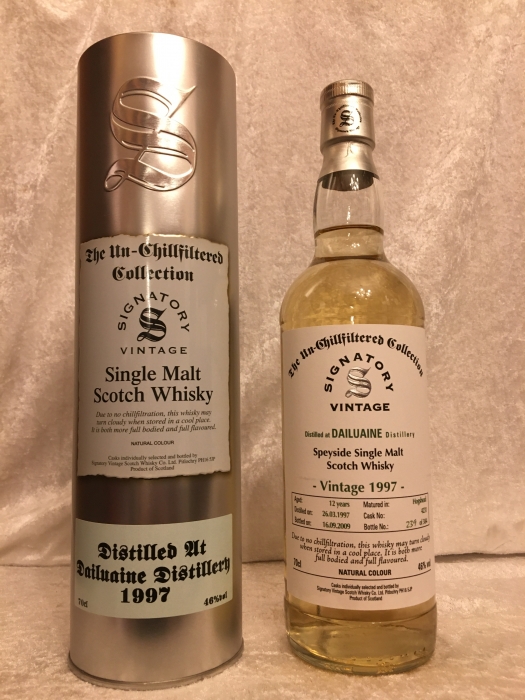 S
The Un-Chillfiltered
Collection
SIGNATORY
S
VINTAGE
Single Malt
Scotch Whisky
Due to no chillfiltration, this whisky may
turn cloudy when stored in a cool place.
It is both more full bodied and full flavoured.
NATURAL COLOUR
Casks individually selected and bottled by
Signatory Vintage Scotch Whisky Co. Ltd. Pitlochry PH16 5JP
Product of Scotland
Distilled At
Dailuaine Distillery
1997
70cl 46%vol
S
The Un-Chillfiltered Collection
SIGNATORY
S
VINTAGE
Distilled at DAILUAINE Distillery
Speyside Single Malt
Scotch Whisky
- Vintage 1997 -
Aged: 12 years Matured in: Hogshead
Distilled on: 26.03.1997 Cask No.:
Bottled on: 16.09.2009 Bottle No.: 239 of
Due to no chillfiltration, this whisky may turn cloudy
when stored in a cool place. It is both more
full bodied and full flavoured.
70cl NATURAL COLOUR 46% vol
Casks individually selected and bottled by
Signatory Vintage Scotch Whisky Co. Ltd. Pitlochry PH16 5JP
Product of Scotland